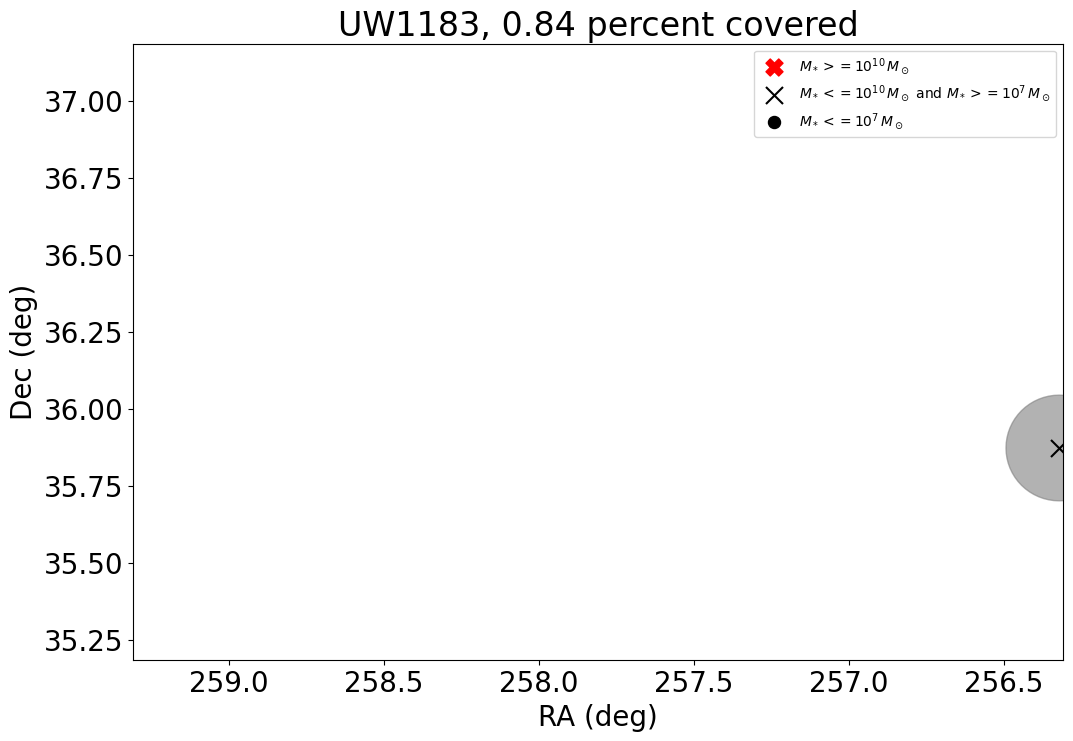 UW1183, 0.84 percent covered
M* >= 10^10 M⊙
M* <= 10^10 M⊙ and M* >= 10^7 M⊙
M* <= 10^7 M⊙
37.00
36.75
36.50
36.25
36.00
35.75
35.50
35.25
Dec (deg)
259.0 258.5 258.0 257.5 257.0 256.5
RA (deg)